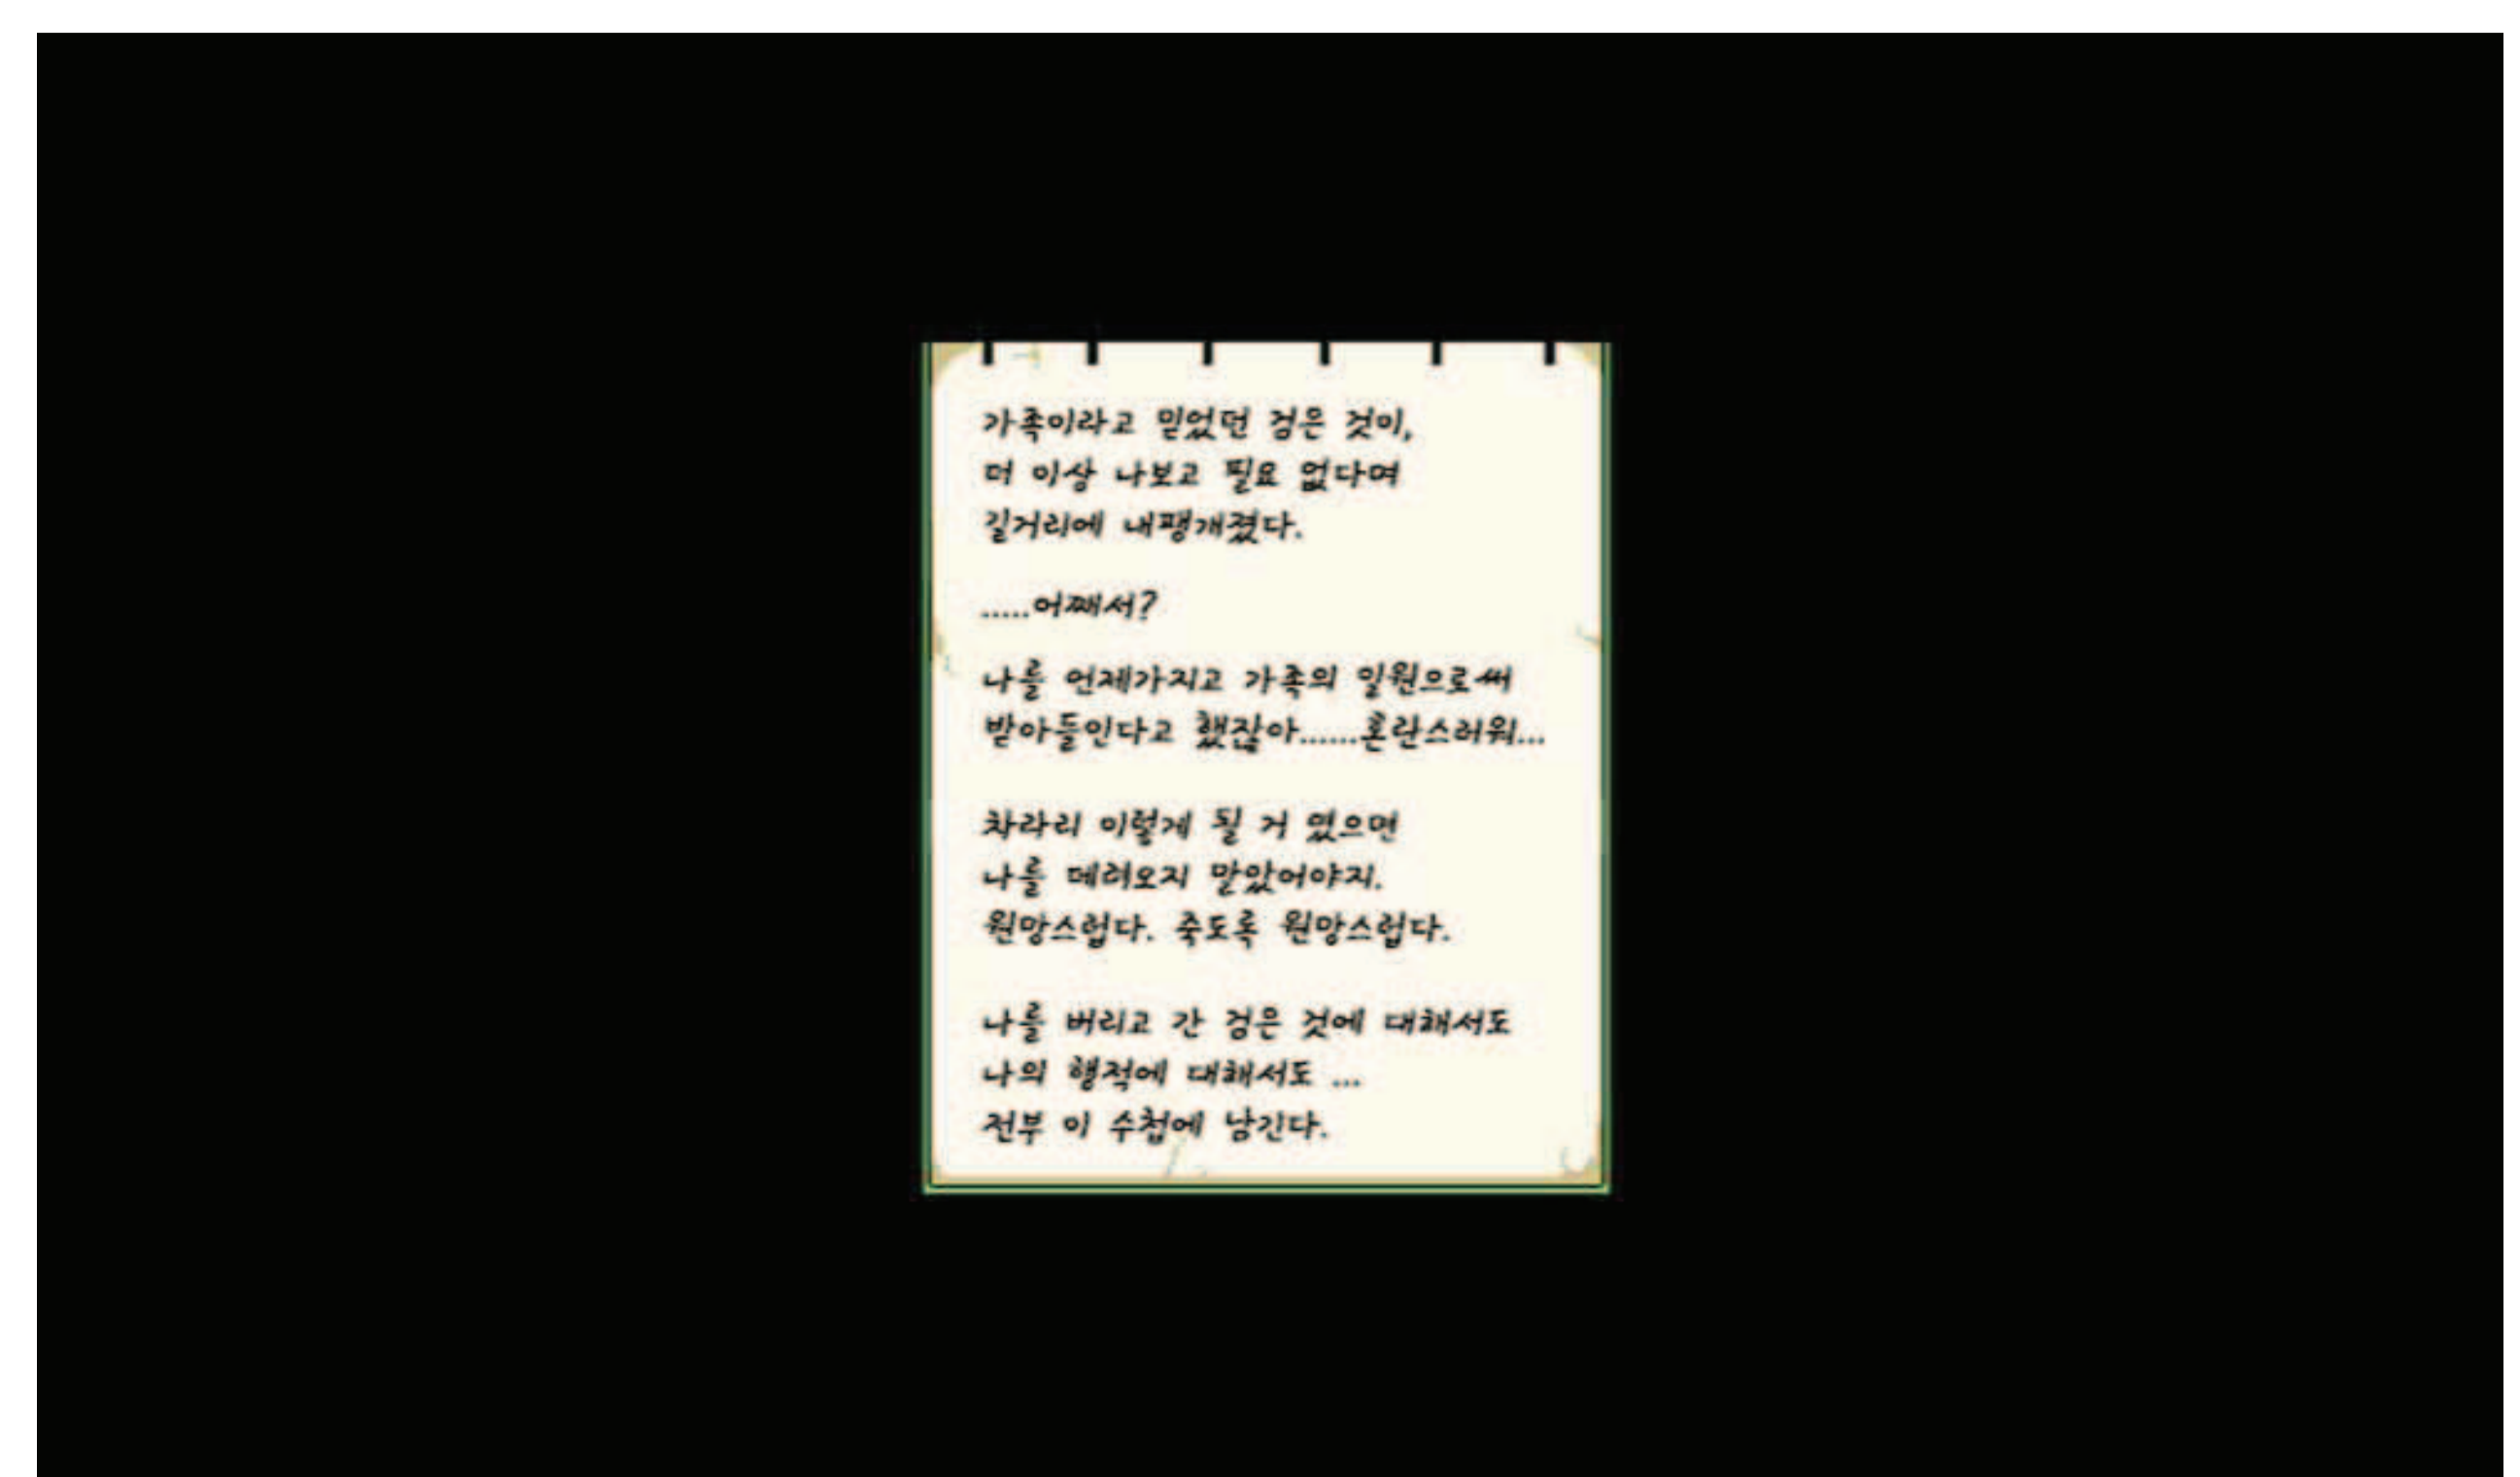 가족이라고 믿었던 검은 것이,
더 이상 나보고 필요 없다며
길거리에 내팽개졌다.
.....어째서?
나를 언제가지고 가족의 일원으로써
받아들인다고 했잖아......혼란스러워...
차라리 이렇게 될 거 였으면
나를 데려오지 말았어야지.
원망스럽다. 죽도록 원망스럽다.
나를 버리고 간 검은 것에 대해서도
나의 행적에 대해서도 ...
전부 이 수첩에 남긴다.